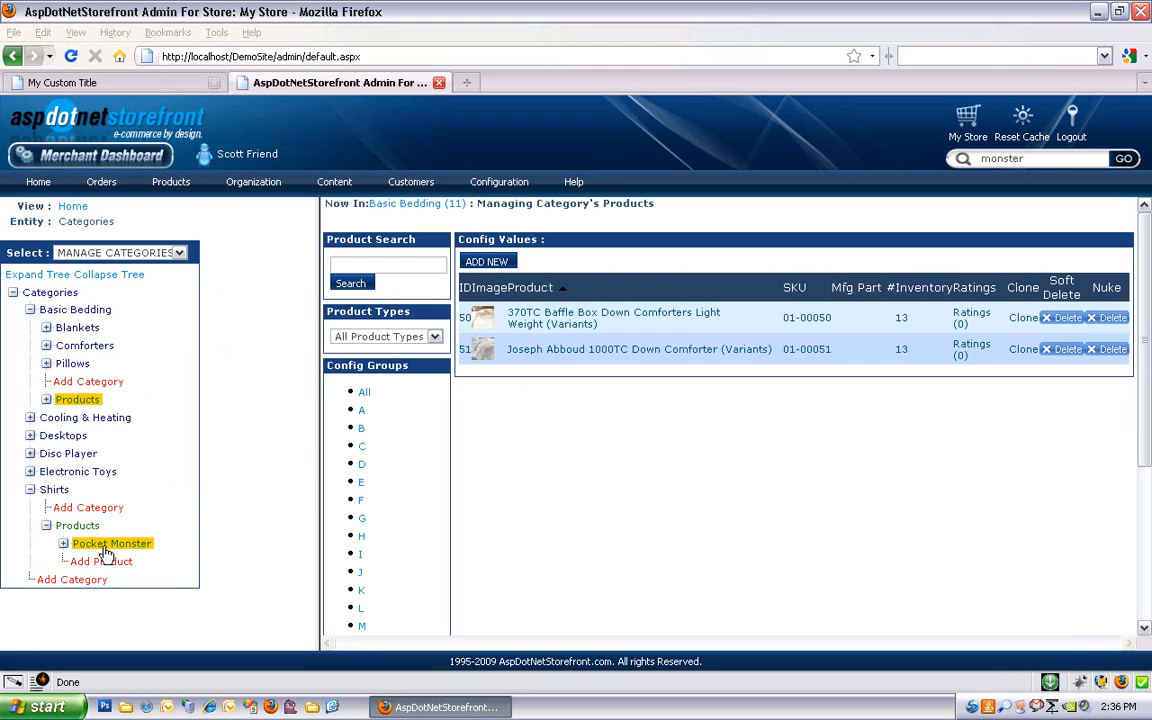 AspDotNetStorefront Admin For Store: My Store - Mozilla Firefox
File Edit View History Bookmarks Tools Help
http://localhost/DemoSite/admin/default.aspx
My Custom Title
AspDotNetStorefront Admin For ...
aspdotnetstorefront
e-commerce by design.
My Store Reset Cache Logout
Merchant Dashboard
Scott Friend
monster
GO
Home Orders Products Organization Content Customers Configuration Help
View : Home
Entity : Categories
Select : MANAGE CATEGORIES
Expand Tree Collapse Tree
Categories
Basic Bedding
Blankets
Comforters
Pillows
Add Category
Products
Cooling & Heating
Desktops
Disc Player
Electronic Toys
Shirts
Add Category
Products
Pocket Monster
Add Product
Add Category
Now In:Basic Bedding (11) : Managing Category's Products
Product Search
Search
Product Types
All Product Types
Config Groups
All
A
B
C
D
E
F
G
H
I
J
K
L
M
Config Values :
ADD NEW
ID Image Product SKU Mfg Part # Inventory Ratings Clone Soft Delete Nuke
50 370TC Baffle Box Down Comforters Light Weight (Variants) 01-00050 13 Ratings (0) Clone Delete Delete
51 Joseph Abboud 1000TC Down Comforter (Variants) 01-00051 13 Ratings (0) Clone Delete Delete
1995-2009 AspDotNetStorefront.com. All rights Reserved.
Done
start
AspDotNetStorefront...
2:36 PM